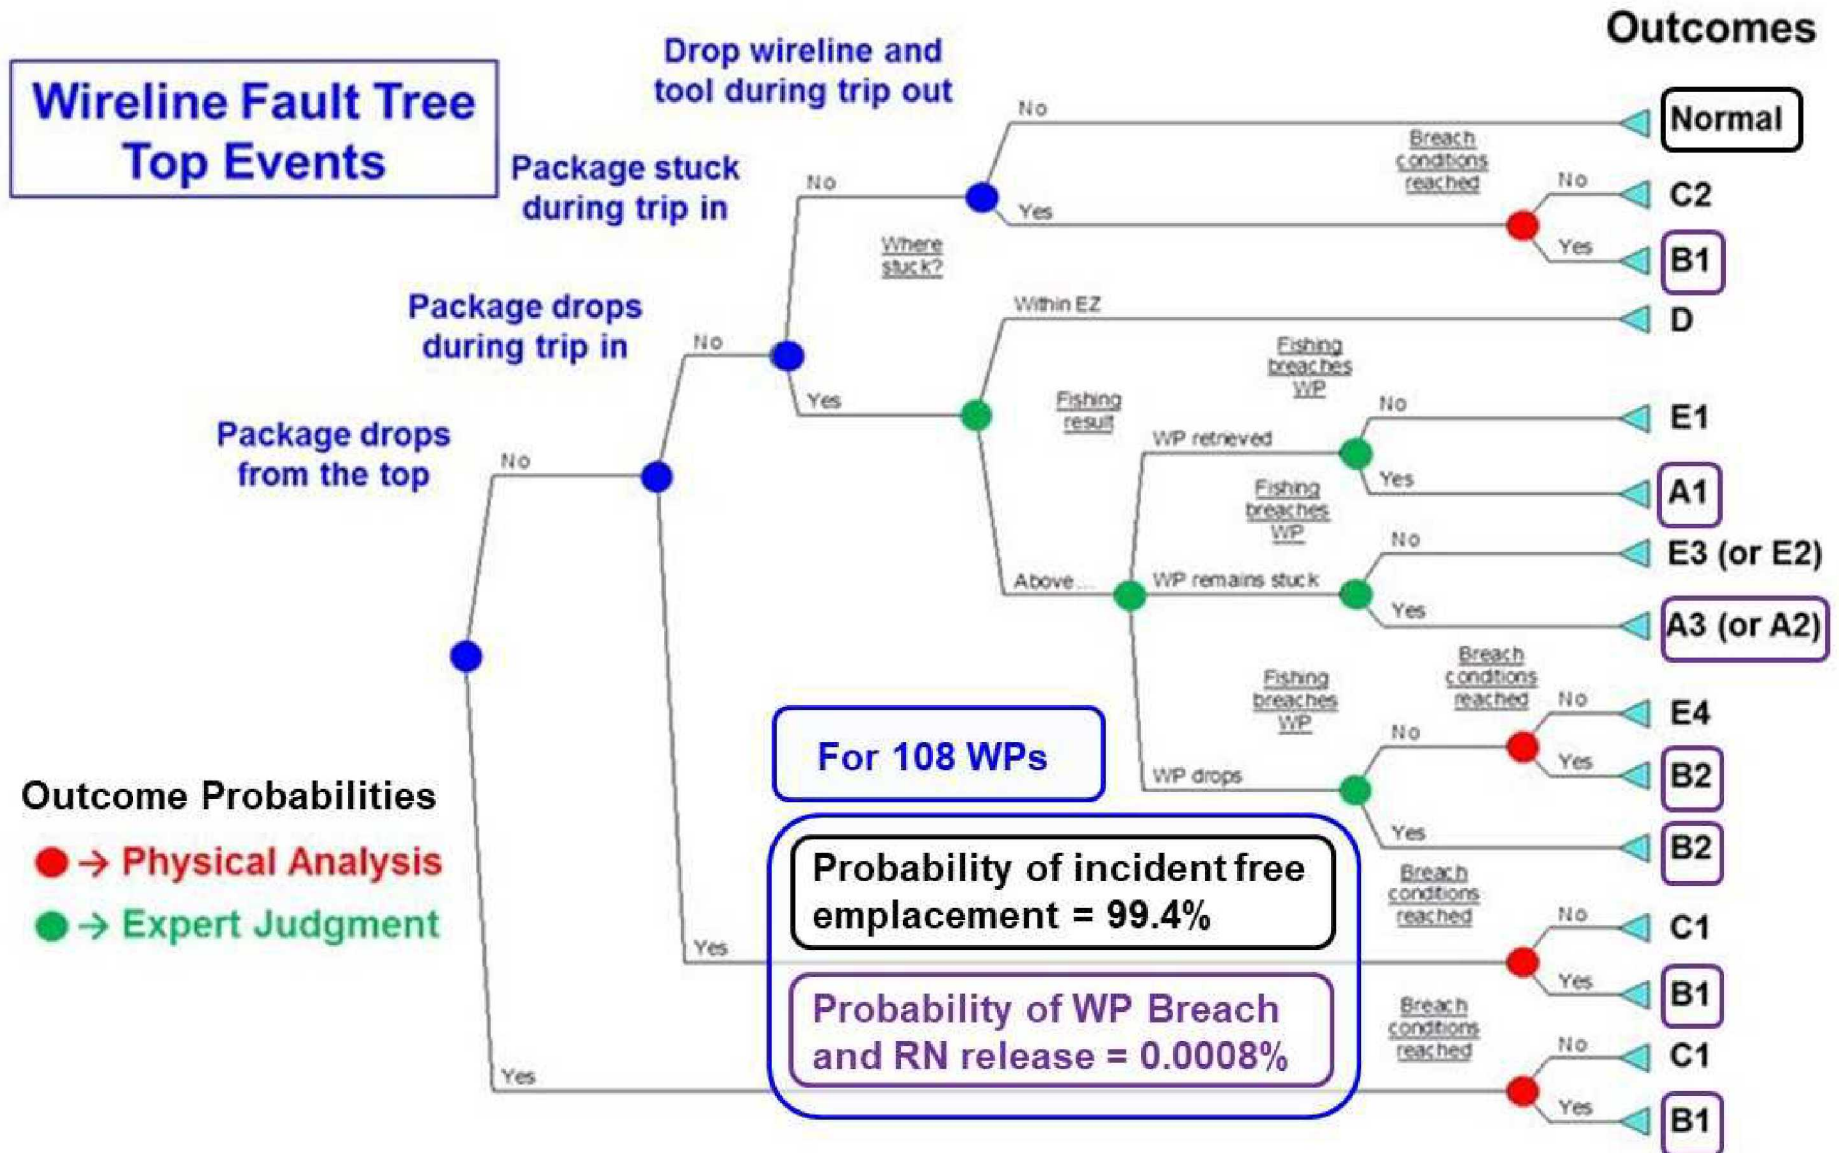 Outcomes
Wireline Fault Tree
Top Events
Drop wireline and
tool during trip out
Package stuck
during trip in
Package drops
during trip in
Package drops
from the top
No
Yes
No
Yes
No
Yes
No
Yes
Where
stuck?
Within EZ
Above...
Fishing
result
WP retrieved
WP remains stuck
WP drops
Breach
conditions
reached
No
Yes
Fishing
breaches
WP
No
Yes
Fishing
breaches
WP
No
Yes
Fishing
breaches
WP
No
Yes
Breach
conditions
reached
No
Yes
Breach
conditions
reached
No
Yes
Breach
conditions
reached
No
Yes
Normal
C2
B1
D
E1
A1
E3 (or E2)
A3 (or A2)
E4
B2
B2
C1
B1
C1
B1
For 108 WPs
Probability of incident free
emplacement = 99.4%
Probability of WP Breach
and RN release = 0.0008%
Outcome Probabilities
→ Physical Analysis
→ Expert Judgment